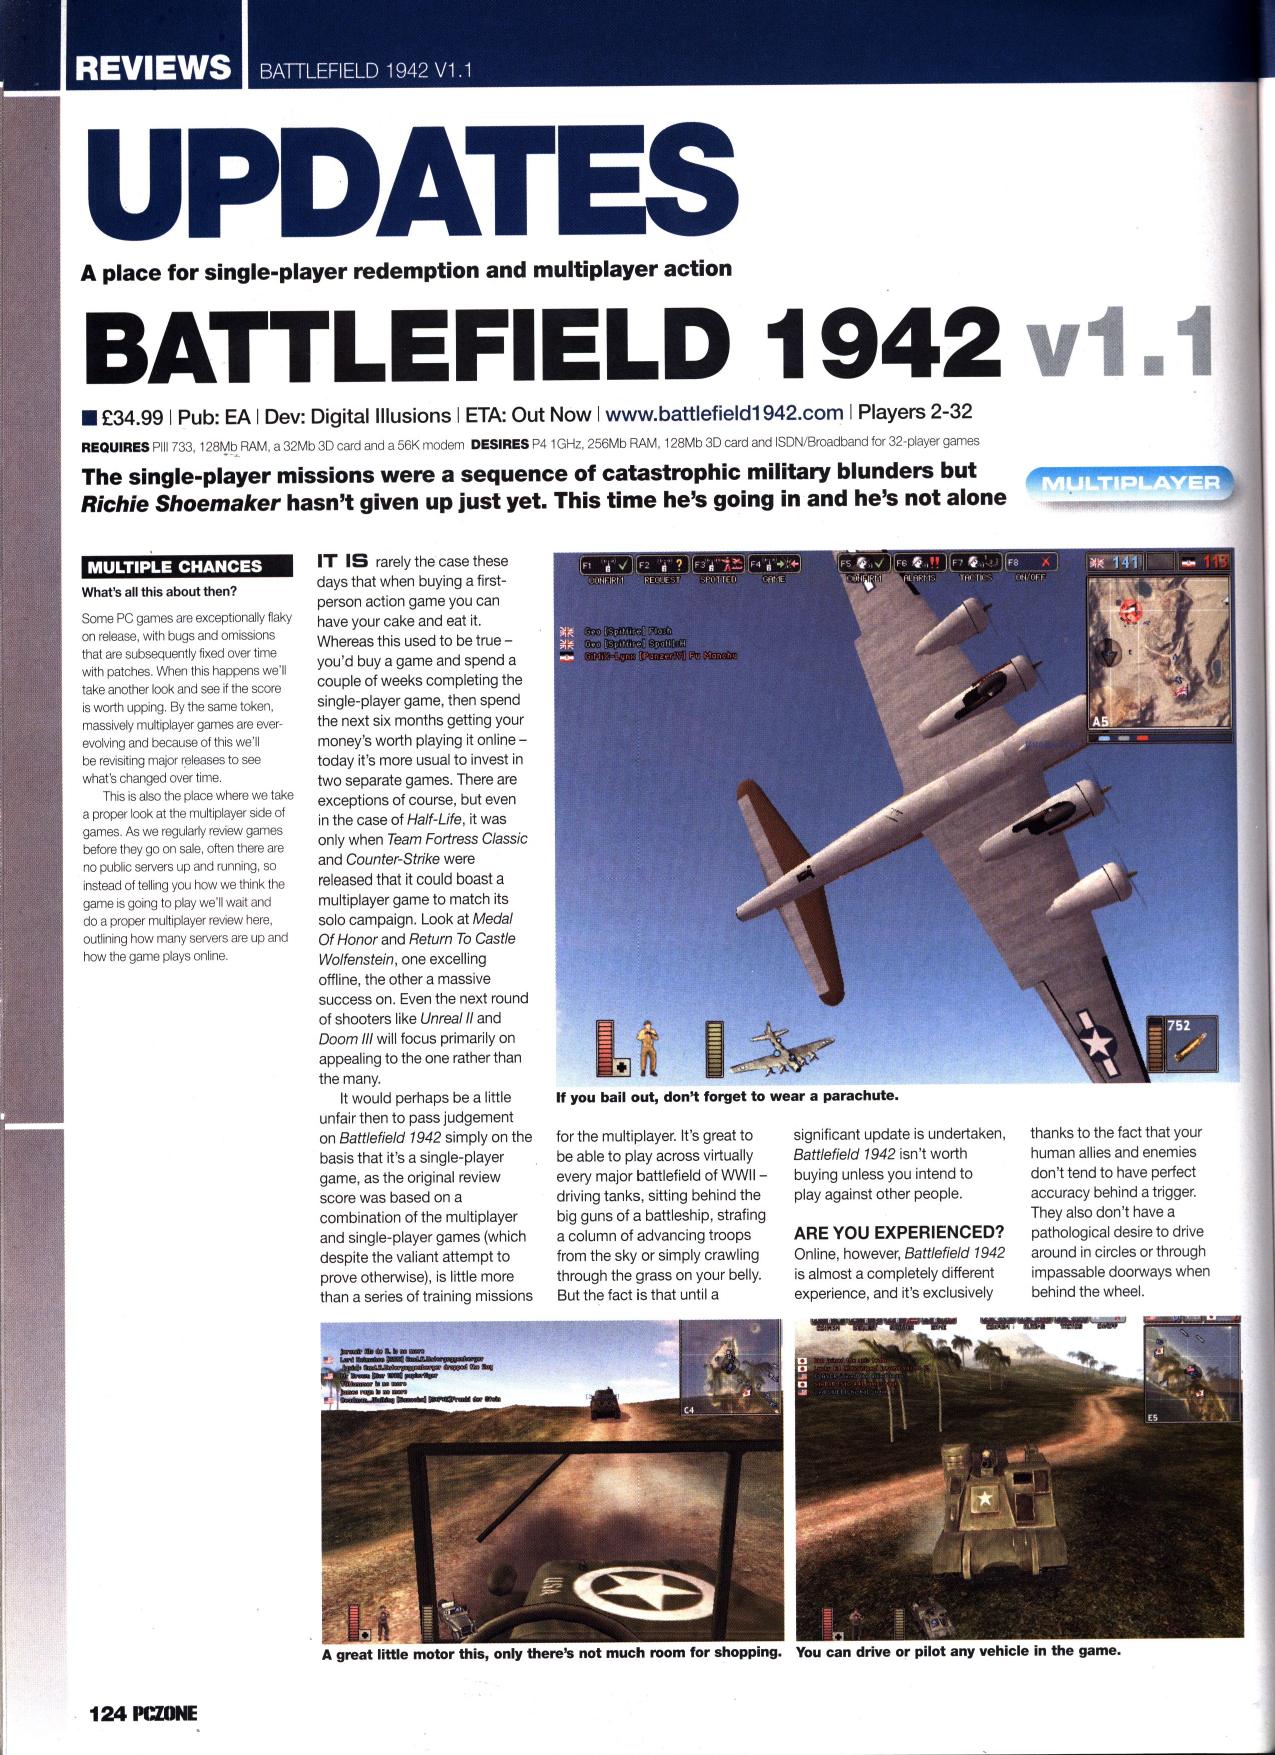 REVIEWS
BATTLEFIELD 1942 V1.1
UPDATES
A place for single-player redemption and multiplayer action
BATTLEFIELD 1942 v1.1
£34.99 | Pub: EA | Dev: Digital Illusions | ETA: Out Now | www.battlefield1942.com | Players 2-32
REQUIRES PIII 733, 128Mb RAM, a 32Mb 3D card and a 56K modem DESIRES P4 1GHz, 256Mb RAM, 128Mb 3D card and ISDN/Broadband for 32-player games
The single-player missions were a sequence of catastrophic military blunders but
Richie Shoemaker hasn't given up just yet. This time he's going in and he's not alone
MULTIPLAYER
MULTIPLE CHANCES
What's all this about then?
Some PC games are exceptionally flaky
on release, with bugs and omissions
that are subsequently fixed over time
with patches. When this happens we'll
take another look and see if the score
is worth upping. By the same token,
massively multiplayer games are ever-
evolving and because of this we'll
be revisiting major releases to see
what's changed over time.
This is also the place where we take
a proper look at the multiplayer side of
games. As we regularly review games
before they go on sale, often there are
no public servers up and running, so
instead of telling you how we think the
game is going to play we'll wait and
do a proper multiplayer review here,
outlining how many servers are up and
how the game plays online.
IT IS rarely the case these
days that when buying a first-
person action game you can
have your cake and eat it.
Whereas this used to be true –
you'd buy a game and spend a
couple of weeks completing the
single-player game, then spend
the next six months getting your
money's worth playing it online –
today it's more usual to invest in
two separate games. There are
exceptions of course, but even
in the case of Half-Life, it was
only when Team Fortress Classic
and Counter-Strike were
released that it could boast a
multiplayer game to match its
solo campaign. Look at Medal
Of Honor and Return To Castle
Wolfenstein, one excelling
offline, the other a massive
success on. Even the next round
of shooters like Unreal II and
Doom III will focus primarily on
appealing to the one rather than
the many.
It would perhaps be a little
unfair then to pass judgement
on Battlefield 1942 simply on the
basis that it's a single-player
game, as the original review
score was based on a
combination of the multiplayer
and single-player games (which
despite the valiant attempt to
prove otherwise), is little more
than a series of training missions
F1 F2 F3 F4 F5 F6 F7 F8
CONFIRM REQUEST SPOTTED GAME CONFIRM ALARMS TACTICS ON/OFF
141 115
Geo [Spitfire] Flash
Geo [Spitfire]
Fu Manchu
A5
752
If you bail out, don't forget to wear a parachute.
for the multiplayer. It's great to
be able to play across virtually
every major battlefield of WWII –
driving tanks, sitting behind the
big guns of a battleship, strafing
a column of advancing troops
from the sky or simply crawling
through the grass on your belly.
But the fact is that until a
significant update is undertaken,
Battlefield 1942 isn't worth
buying unless you intend to
play against other people.
ARE YOU EXPERIENCED?
Online, however, Battlefield 1942
is almost a completely different
experience, and it's exclusively
thanks to the fact that your
human allies and enemies
don't tend to have perfect
accuracy behind a trigger.
They also don't have a
pathological desire to drive
around in circles or through
impassable doorways when
behind the wheel.
is no more
is no more
is no more
C4
USA
A great little motor this, only there's not much room for shopping.
E5
You can drive or pilot any vehicle in the game.
124 PCZONE